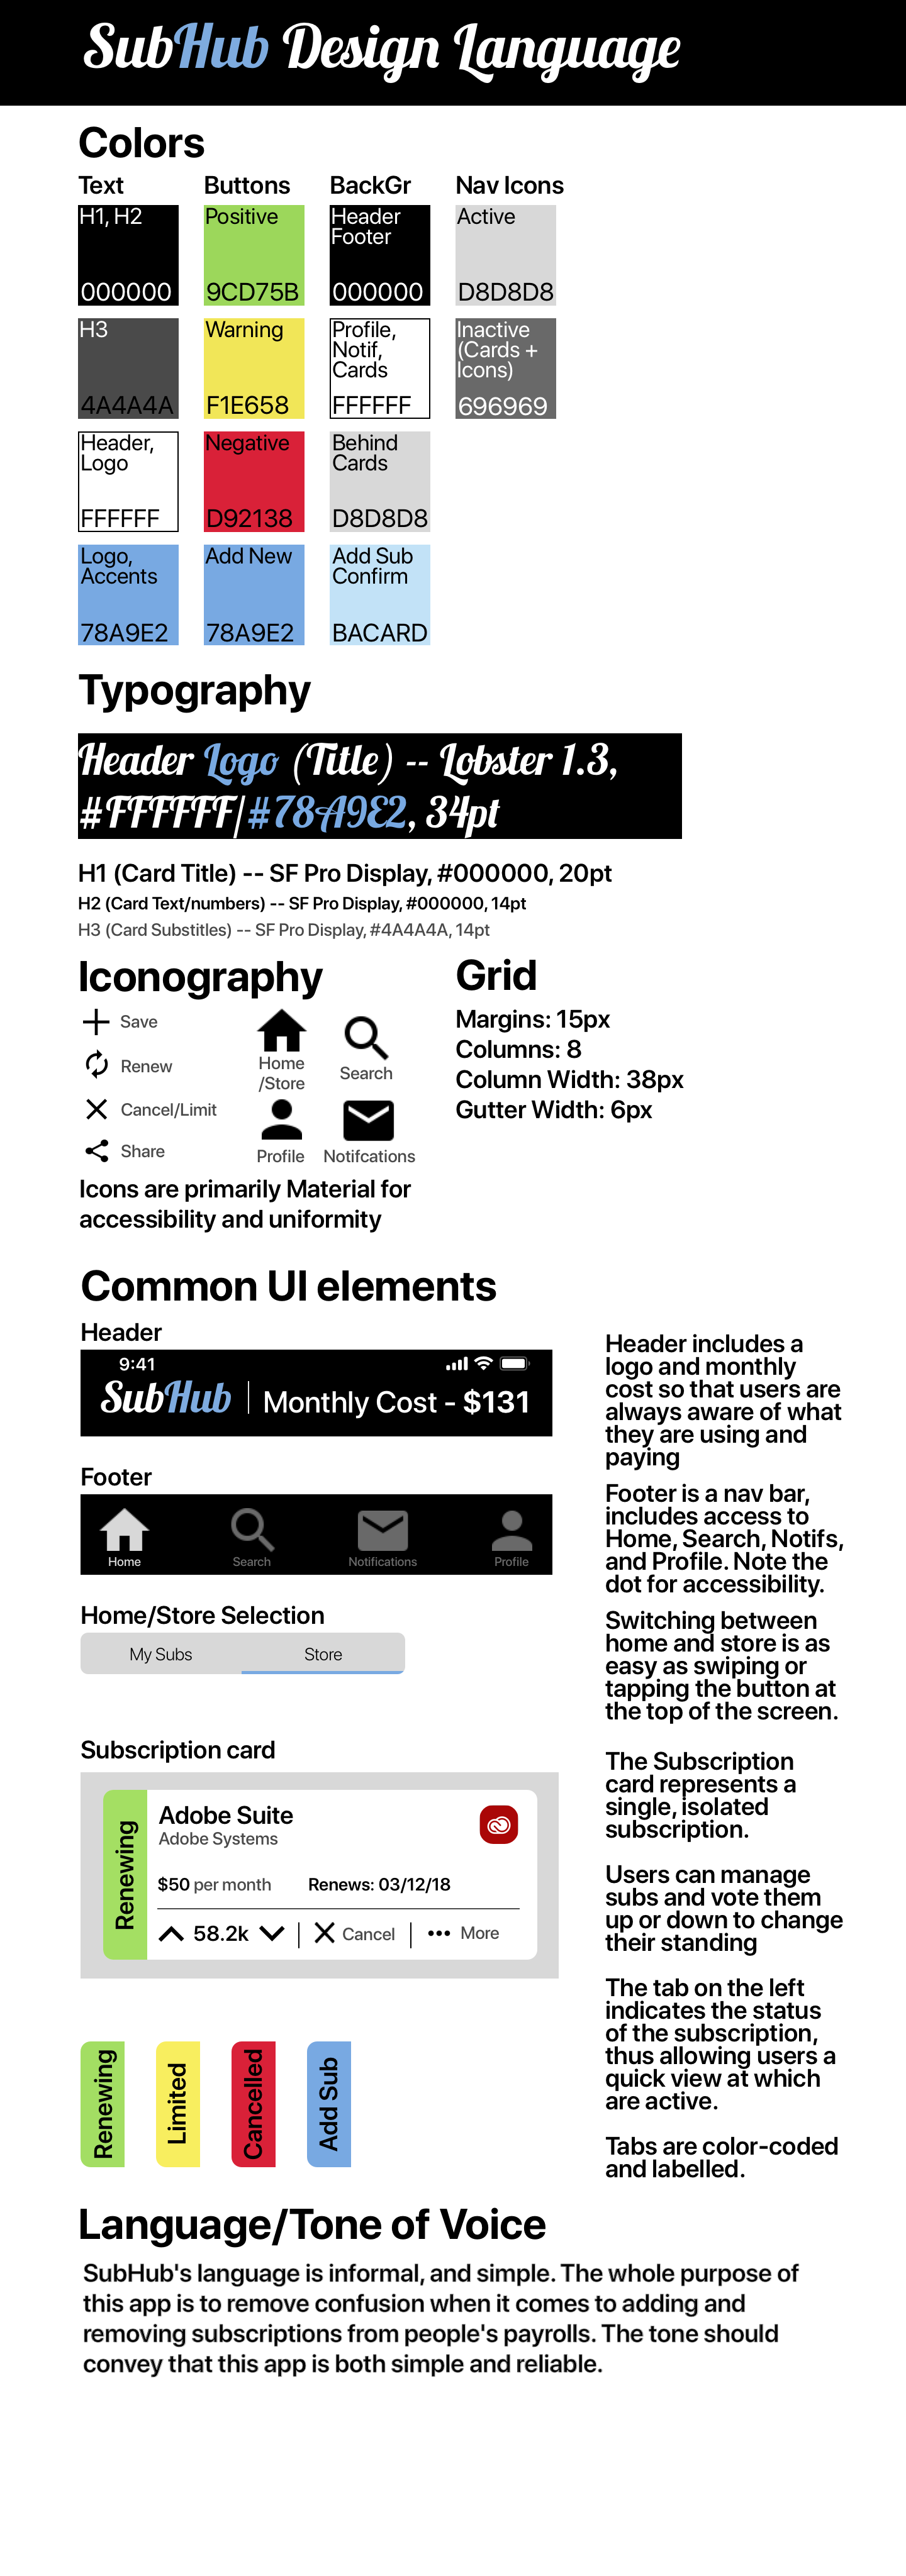 SubHub Design Language
Colors
Text
Buttons
BackGr
Nav Icons
H1, H2
000000
Positive
9CD75B
Header
Footer
000000
Active
D8D8D8
H3
4A4A4A
Warning
F1E658
Profile,
Notif,
Cards
FFFFFF
Inactive
(Cards +
Icons)
696969
Header,
Logo
FFFFFF
Negative
D92138
Behind
Cards
D8D8D8
Logo,
Accents
78A9E2
Add New
78A9E2
Add Sub
Confirm
BACARD
Typography
Header Logo (Title) -- Lobster 1.3,
#FFFFFF/#78A9E2, 34pt
H1 (Card Title) -- SF Pro Display, #000000, 20pt
H2 (Card Text/numbers) -- SF Pro Display, #000000, 14pt
H3 (Card Substitles) -- SF Pro Display, #4A4A4A, 14pt
Iconography
Save
Renew
Cancel/Limit
Share
Home
/Store
Search
Profile
Notifcations
Icons are primarily Material for
accessibility and uniformity
Grid
Margins: 15px
Columns: 8
Column Width: 38px
Gutter Width: 6px
Common UI elements
Header
9:41
SubHub | Monthly Cost - $131
Header includes a
logo and monthly
cost so that users are
always aware of what
they are using and
paying
Footer
Home
Search
Notifications
Profile
Footer is a nav bar,
includes access to
Home, Search, Notifs,
and Profile. Note the
dot for accessibility.
Home/Store Selection
My Subs
Store
Switching between
home and store is as
easy as swiping or
tapping the button at
the top of the screen.
Subscription card
Renewing
Adobe Suite
Adobe Systems
$50 per month
Renews: 03/12/18
58.2k
Cancel
More
The Subscription
card represents a
single, isolated
subscription.
Users can manage
subs and vote them
up or down to change
their standing
The tab on the left
indicates the status
of the subscription,
thus allowing users a
quick view at which
are active.
Tabs are color-coded
and labelled.
Renewing
Limited
Cancelled
Add Sub
Language/Tone of Voice
SubHub's language is informal, and simple. The whole purpose of
this app is to remove confusion when it comes to adding and
removing subscriptions from people's payrolls. The tone should
convey that this app is both simple and reliable.